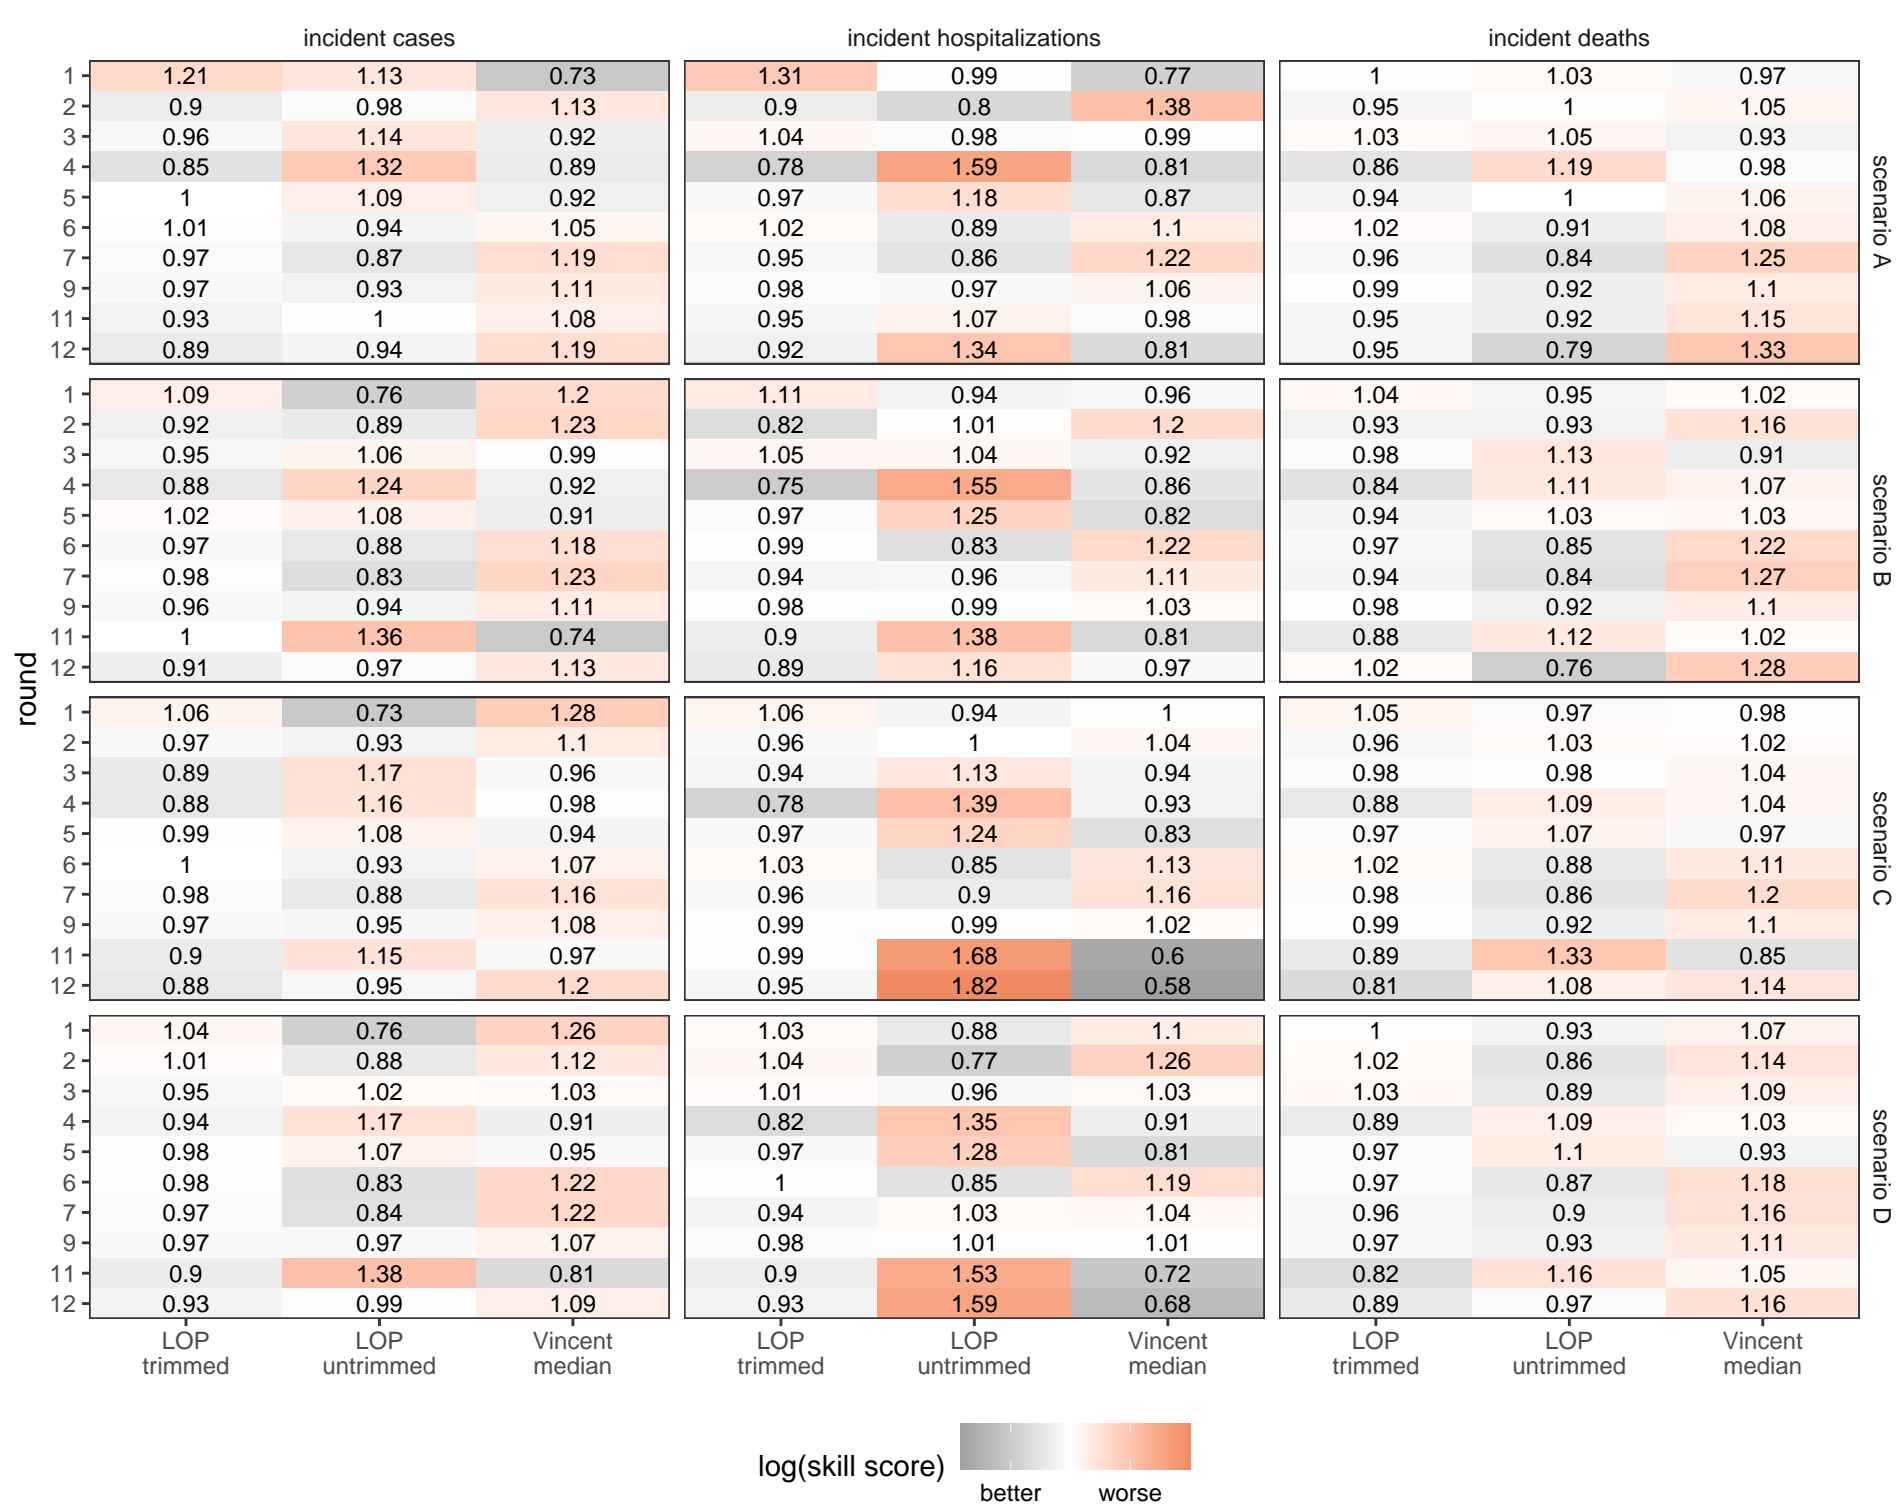 incident cases incident hospitalizations incident deaths
1 1.21 1.13 0.73 1.31 0.99 0.77 1 1.03 0.97
2 0.9 0.98 1.13 0.9 0.8 1.38 0.95 1 1.05
3 0.96 1.14 0.92 1.04 0.98 0.99 1.03 1.05 0.93
4 0.85 1.32 0.89 0.78 1.59 0.81 0.86 1.19 0.98
5 1 1.09 0.92 0.97 1.18 0.87 0.94 1 1.06
6 1.01 0.94 1.05 1.02 0.89 1.1 1.02 0.91 1.08
7 0.97 0.87 1.19 0.95 0.86 1.22 0.96 0.84 1.25
9 0.97 0.93 1.11 0.98 0.97 1.06 0.99 0.92 1.1
11 0.93 1 1.08 0.95 1.07 0.98 0.95 0.92 1.15
12 0.89 0.94 1.19 0.92 1.34 0.81 0.95 0.79 1.33
scenario A
1 1.09 0.76 1.2 1.11 0.94 0.96 1.04 0.95 1.02
2 0.92 0.89 1.23 0.82 1.01 1.2 0.93 0.93 1.16
3 0.95 1.06 0.99 1.05 1.04 0.92 0.98 1.13 0.91
4 0.88 1.24 0.92 0.75 1.55 0.86 0.84 1.11 1.07
5 1.02 1.08 0.91 0.97 1.25 0.82 0.94 1.03 1.03
6 0.97 0.88 1.18 0.99 0.83 1.22 0.97 0.85 1.22
7 0.98 0.83 1.23 0.94 0.96 1.11 0.94 0.84 1.27
9 0.96 0.94 1.11 0.98 0.99 1.03 0.98 0.92 1.1
11 1 1.36 0.74 0.9 1.38 0.81 0.88 1.12 1.02
12 0.91 0.97 1.13 0.89 1.16 0.97 1.02 0.76 1.28
scenario B
round
1 1.06 0.73 1.28 1.06 0.94 1 1.05 0.97 0.98
2 0.97 0.93 1.1 0.96 1 1.04 0.96 1.03 1.02
3 0.89 1.17 0.96 0.94 1.13 0.94 0.98 0.98 1.04
4 0.88 1.16 0.98 0.78 1.39 0.93 0.88 1.09 1.04
5 0.99 1.08 0.94 0.97 1.24 0.83 0.97 1.07 0.97
6 1 0.93 1.07 1.03 0.85 1.13 1.02 0.88 1.11
7 0.98 0.88 1.16 0.96 0.9 1.16 0.98 0.86 1.2
9 0.97 0.95 1.08 0.99 0.99 1.02 0.99 0.92 1.1
11 0.9 1.15 0.97 0.99 1.68 0.6 0.89 1.33 0.85
12 0.88 0.95 1.2 0.95 1.82 0.58 0.81 1.08 1.14
scenario C
1 1.04 0.76 1.26 1.03 0.88 1.1 1 0.93 1.07
2 1.01 0.88 1.12 1.04 0.77 1.26 1.02 0.86 1.14
3 0.95 1.02 1.03 1.01 0.96 1.03 1.03 0.89 1.09
4 0.94 1.17 0.91 0.82 1.35 0.91 0.89 1.09 1.03
5 0.98 1.07 0.95 0.97 1.28 0.81 0.97 1.1 0.93
6 0.98 0.83 1.22 1 0.85 1.19 0.97 0.87 1.18
7 0.97 0.84 1.22 0.94 1.03 1.04 0.96 0.9 1.16
9 0.97 0.97 1.07 0.98 1.01 1.01 0.97 0.93 1.11
11 0.9 1.38 0.81 0.9 1.53 0.72 0.82 1.16 1.05
12 0.93 0.99 1.09 0.93 1.59 0.68 0.89 0.97 1.16
scenario D
LOP LOP Vincent LOP LOP Vincent LOP LOP Vincent
trimmed untrimmed median trimmed untrimmed median trimmed untrimmed median
log(skill score)
better worse